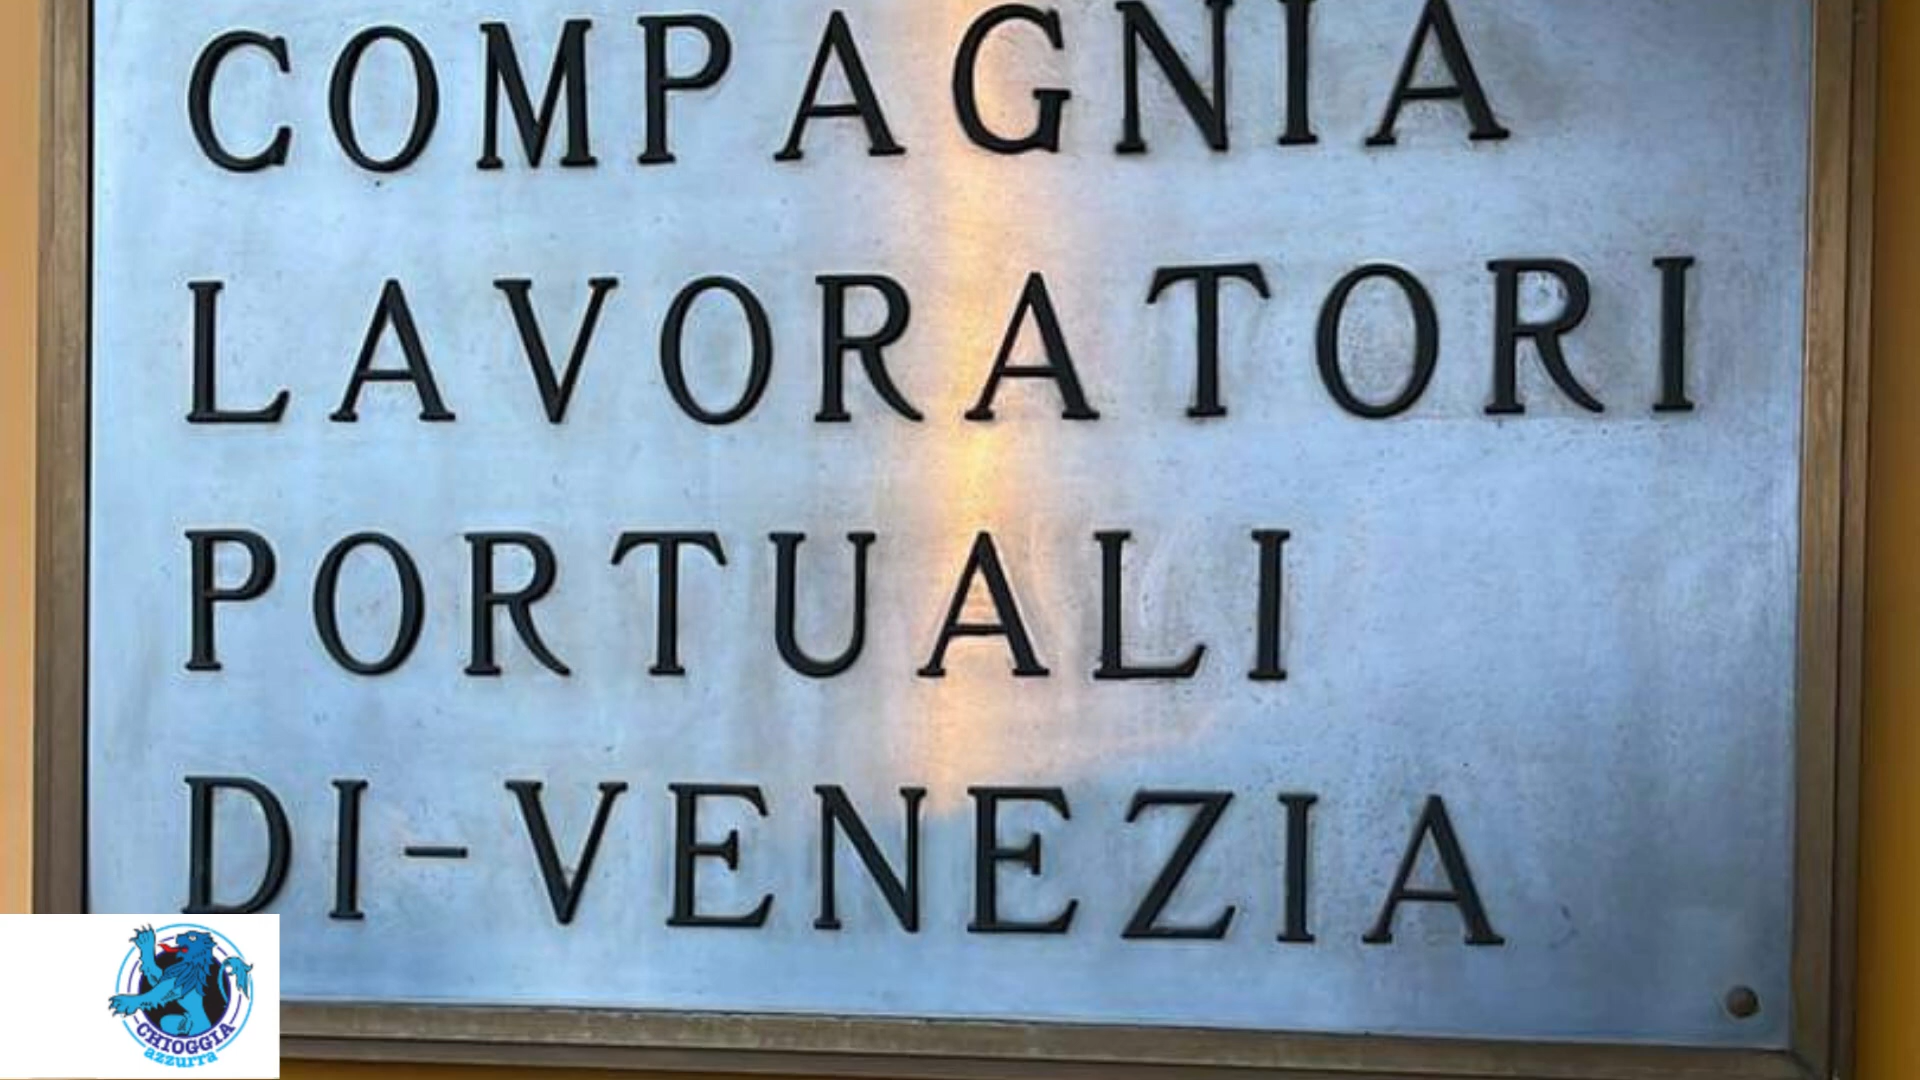 COMPAGNIA
LAVORATORI
PORTUALI
DI-VENEZIA
CHIOGGIA
azzurra